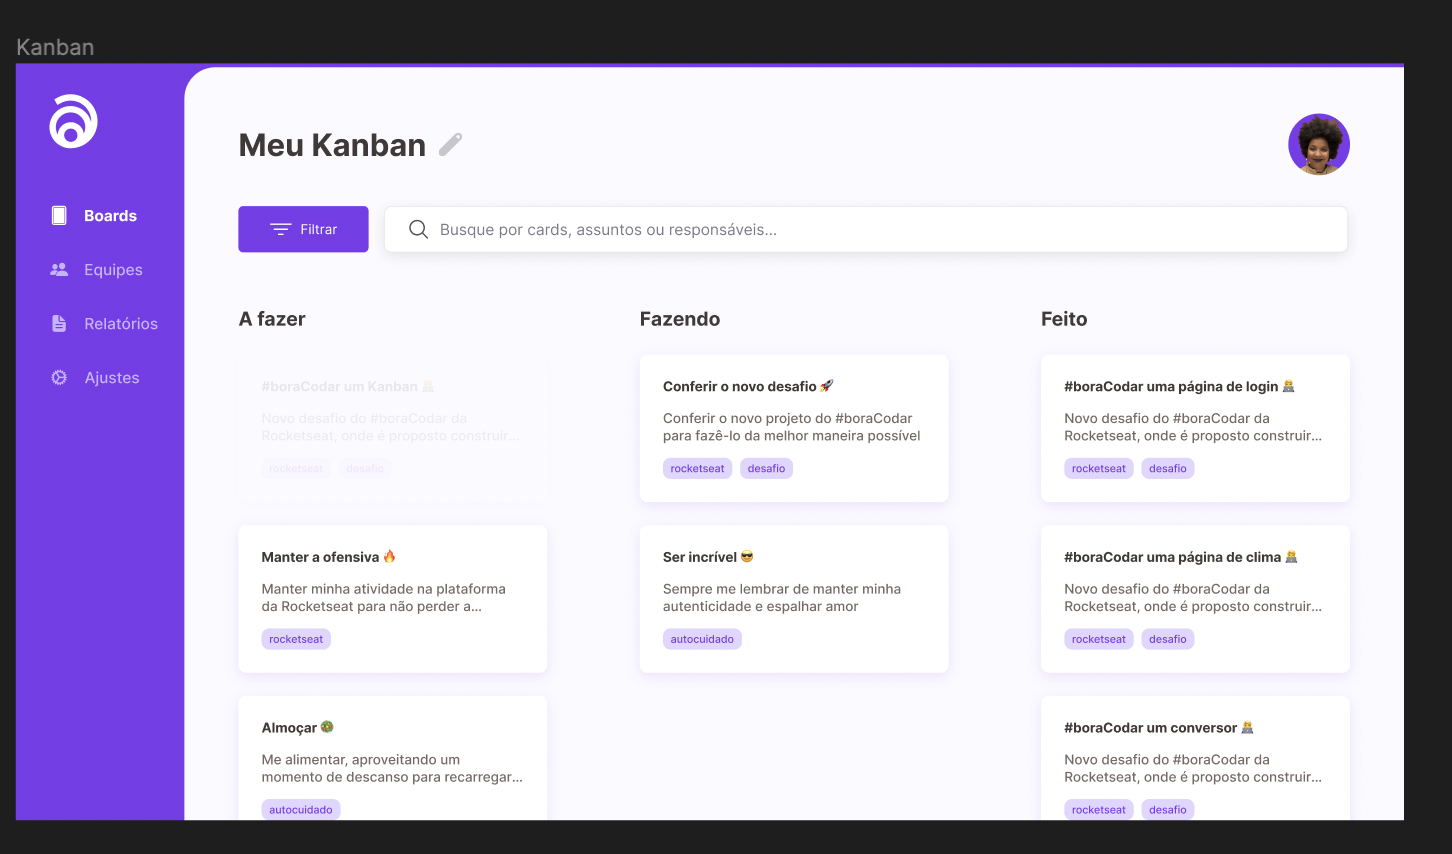 Kanban
Boards
Equipes
Relatórios
Ajustes
Meu Kanban
Filtrar
Busque por cards, assuntos ou responsáveis...
A fazer
#boraCodar um Kanban
Novo desafio do #boraCodar da
Rocketseat, onde é proposto construir...
rocketseat desafio
Manter a ofensiva 🔥
Manter minha atividade na plataforma
da Rocketseat para não perder a...
rocketseat
Almoçar
Me alimentar, aproveitando um
momento de descanso para recarregar...
autocuidado
Fazendo
Conferir o novo desafio 🚀
Conferir o novo projeto do #boraCodar
para fazê-lo da melhor maneira possível
rocketseat desafio
Ser incrível 😎
Sempre me lembrar de manter minha
autenticidade e espalhar amor
autocuidado
Feito
#boraCodar uma página de login
Novo desafio do #boraCodar da
Rocketseat, onde é proposto construir...
rocketseat desafio
#boraCodar uma página de clima
Novo desafio do #boraCodar da
Rocketseat, onde é proposto construir...
rocketseat desafio
#boraCodar um conversor
Novo desafio do #boraCodar da
Rocketseat, onde é proposto construir...
rocketseat desafio